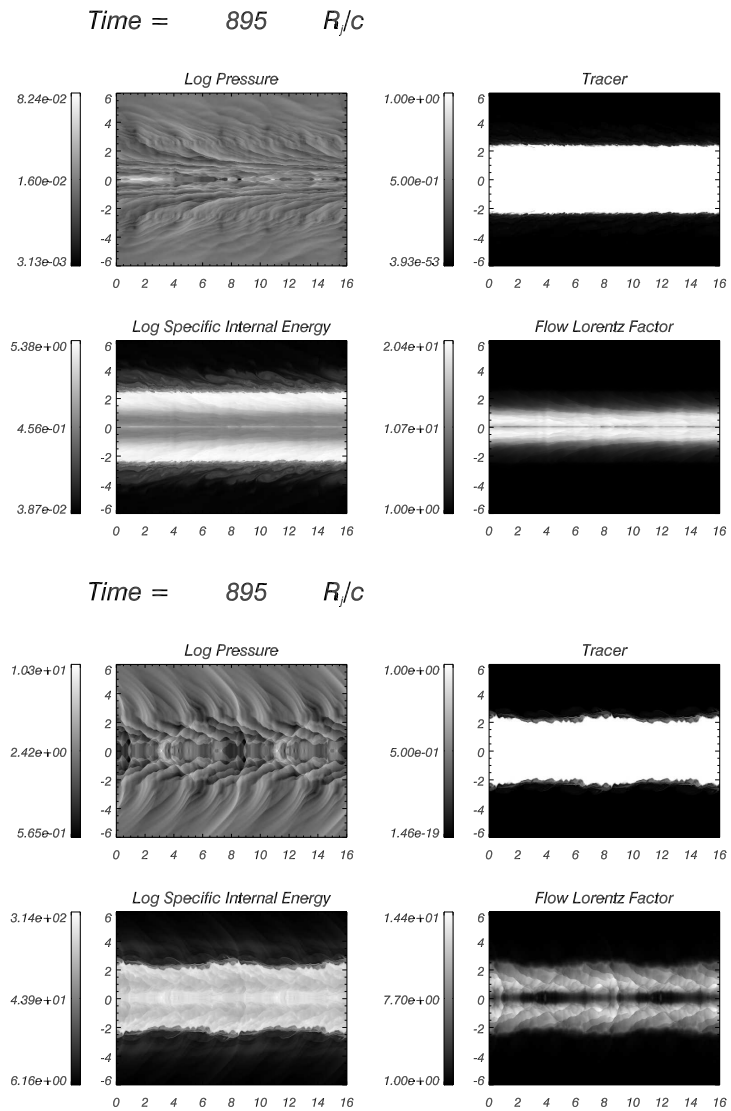 Time = 895 Rj/c
Log Pressure Tracer
8.24e-02 6 1.00e+00 6
4 4
2 2
1.60e-02 0 5.00e-01 0
-2 -2
-4 -4
3.13e-03 -6 3.93e-53 -6
0 2 4 6 8 10 12 14 16 0 2 4 6 8 10 12 14 16
Log Specific Internal Energy Flow Lorentz Factor
5.38e+00 6 2.04e+01 6
4 4
2 2
4.56e-01 0 1.07e+01 0
-2 -2
-4 -4
3.87e-02 -6 1.00e+00 -6
0 2 4 6 8 10 12 14 16 0 2 4 6 8 10 12 14 16
Time = 895 Rj/c
Log Pressure Tracer
1.03e+01 6 1.00e+00 6
4 4
2 2
2.42e+00 0 5.00e-01 0
-2 -2
-4 -4
5.65e-01 -6 1.46e-19 -6
0 2 4 6 8 10 12 14 16 0 2 4 6 8 10 12 14 16
Log Specific Internal Energy Flow Lorentz Factor
3.14e+02 6 1.44e+01 6
4 4
2 2
4.39e+01 0 7.70e+00 0
-2 -2
-4 -4
6.16e+00 -6 1.00e+00 -6
0 2 4 6 8 10 12 14 16 0 2 4 6 8 10 12 14 16